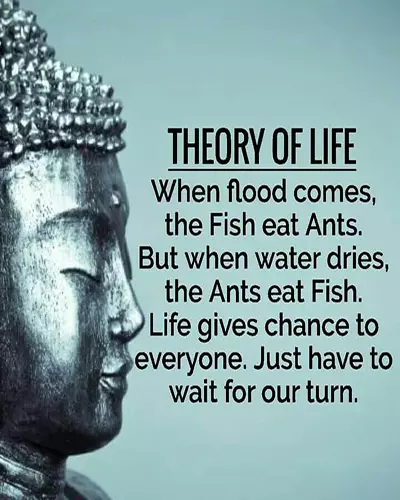 THEORY OF LIFE
When flood comes,
the Fish eat Ants.
But when water dries,
the Ants eat Fish.
Life gives chance to
everyone. Just have to
wait for our turn.